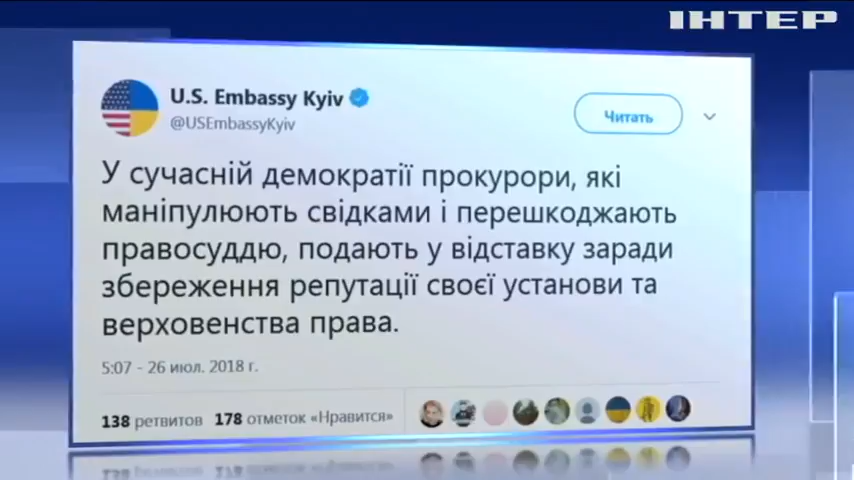 ІНТЕР
U.S. Embassy Kyiv
@USEmbassyKyiv
Читать
У сучасній демократії прокурори, які
маніпулюють свідками і перешкоджають
правосуддю, подають у відставку заради
збереження репутації своєї установи та
верховенства права.
5:07 - 26 июл. 2018 г.
138 ретвитов 178 отметок «Нравится»